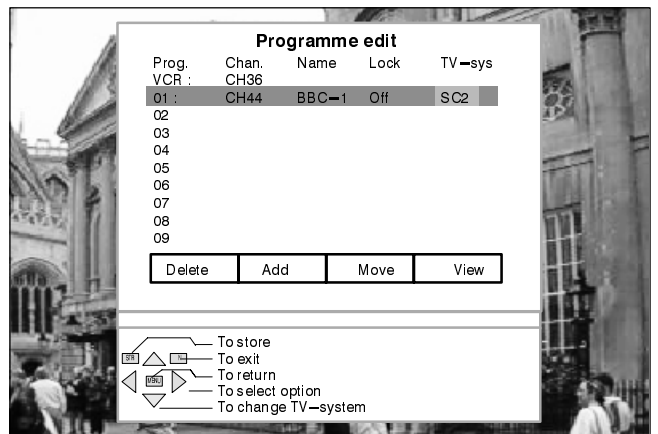 Programme edit
Prog. Chan. Name Lock TV-sys
VCR : CH36
01 : CH44 BBC-1 Off SC2
02
03
04
05
06
07
08
09
Delete Add Move View
To store
STR N To exit
MENU To return
To select option
To change TV-system